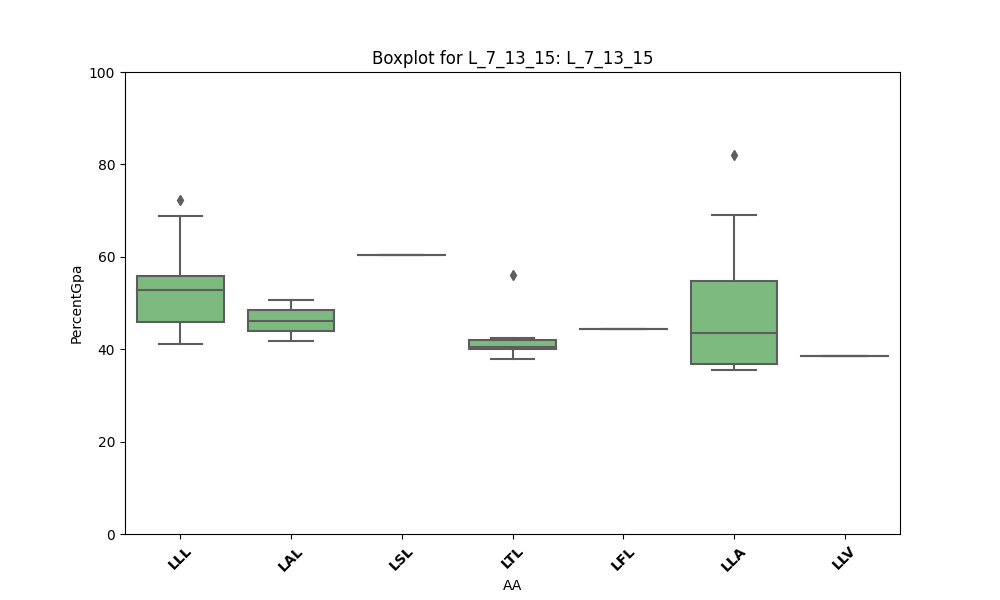 Boxplot for L_7_13_15: L_7_13_15
100
80
60
40
20
0
PercentGpa
LLL
LAL
LSL
LTL
LFL
LLA
LLV
AA